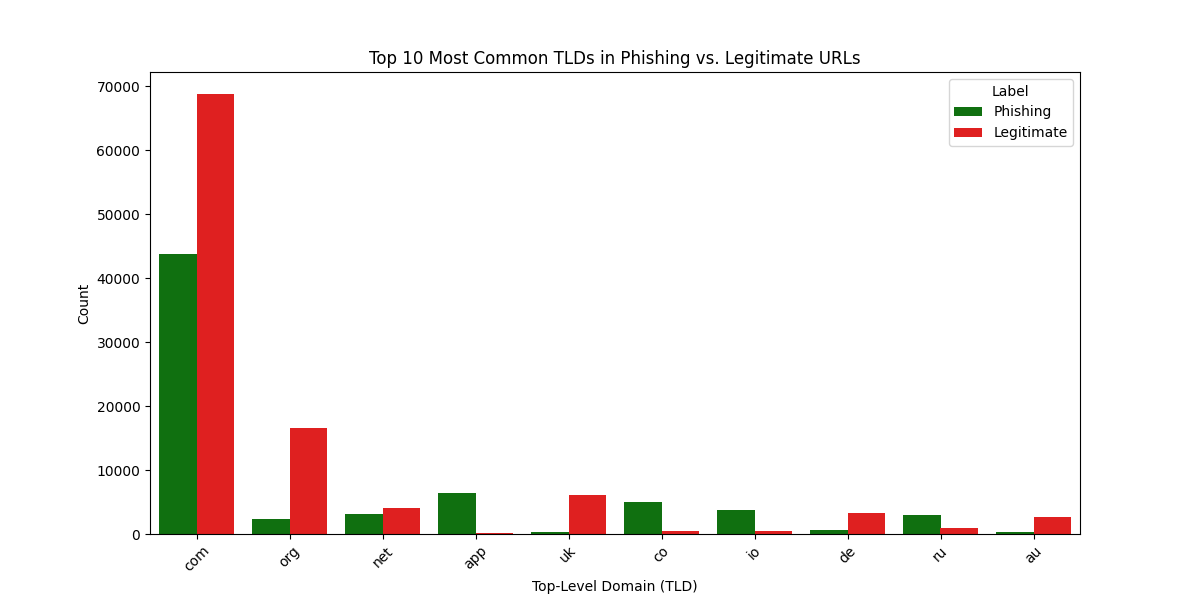 Top 10 Most Common TLDs in Phishing vs. Legitimate URLs
Label
Phishing
Legitimate
70000
60000
50000
40000
30000
20000
10000
0
Count
com
org
net
app
uk
co
io
de
ru
au
Top-Level Domain (TLD)